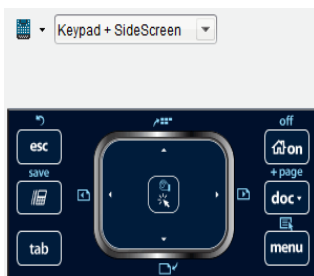 Keypad + SideScreen
off
esc
on
save
+ page
doc
tab
menu